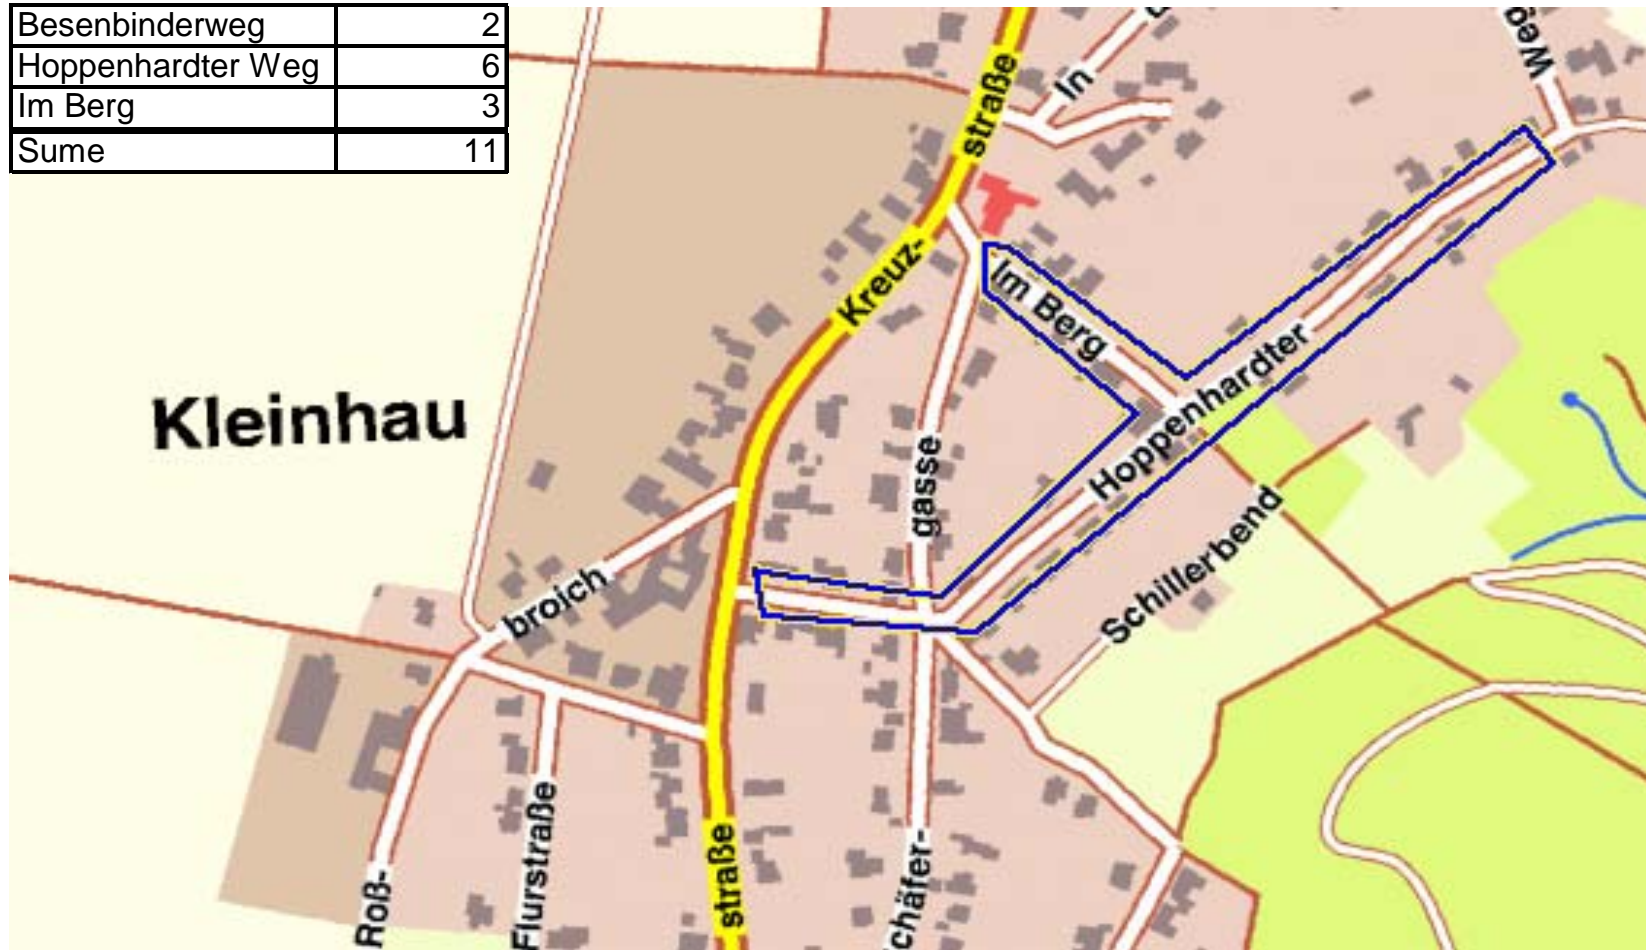 Besenbinderweg 2
Hoppenhardter Weg 6
Im Berg 3
Sume 11
Weg
straße
In
Kreuz-
Im Berg
Hoppenhardter
Kleinhau
gasse
Schillerbend
broich
straße
Flurstraße
Roß-
chäfer-